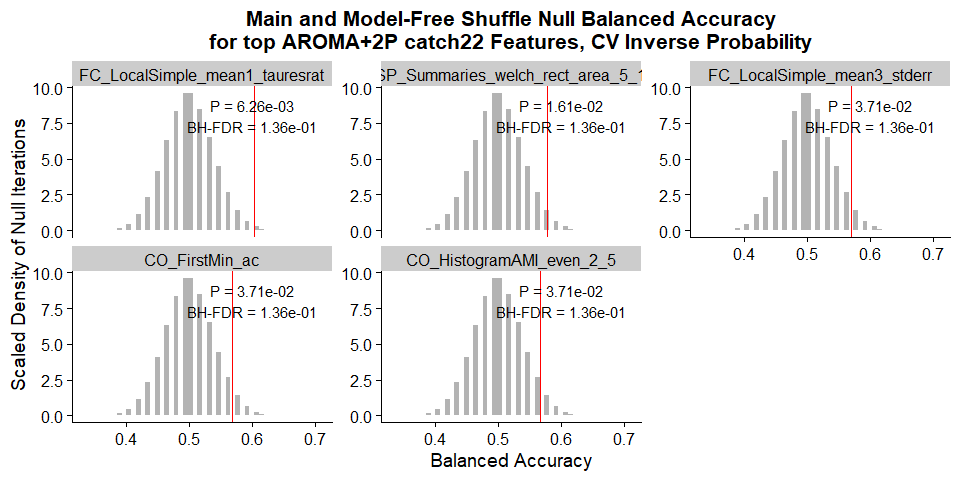 Main and Model-Free Shuffle Null Balanced Accuracy
for top AROMA+2P catch22 Features, CV Inverse Probability
Scaled Density of Null Iterations
FC_LocalSimple_mean1_tauresrat
10.0
7.5
5.0
2.5
0.0
P = 6.26e-03
BH-FDR = 1.36e-01
SP_Summaries_welch_rect_area_5_1
10.0
7.5
5.0
2.5
0.0
P = 1.61e-02
BH-FDR = 1.36e-01
FC_LocalSimple_mean3_stderr
10.0
7.5
5.0
2.5
0.0
P = 3.71e-02
BH-FDR = 1.36e-01
0.4 0.5 0.6 0.7
CO_FirstMin_ac
10.0
7.5
5.0
2.5
0.0
P = 3.71e-02
BH-FDR = 1.36e-01
0.4 0.5 0.6 0.7
CO_HistogramAMI_even_2_5
10.0
7.5
5.0
2.5
0.0
P = 3.71e-02
BH-FDR = 1.36e-01
0.4 0.5 0.6 0.7
Balanced Accuracy